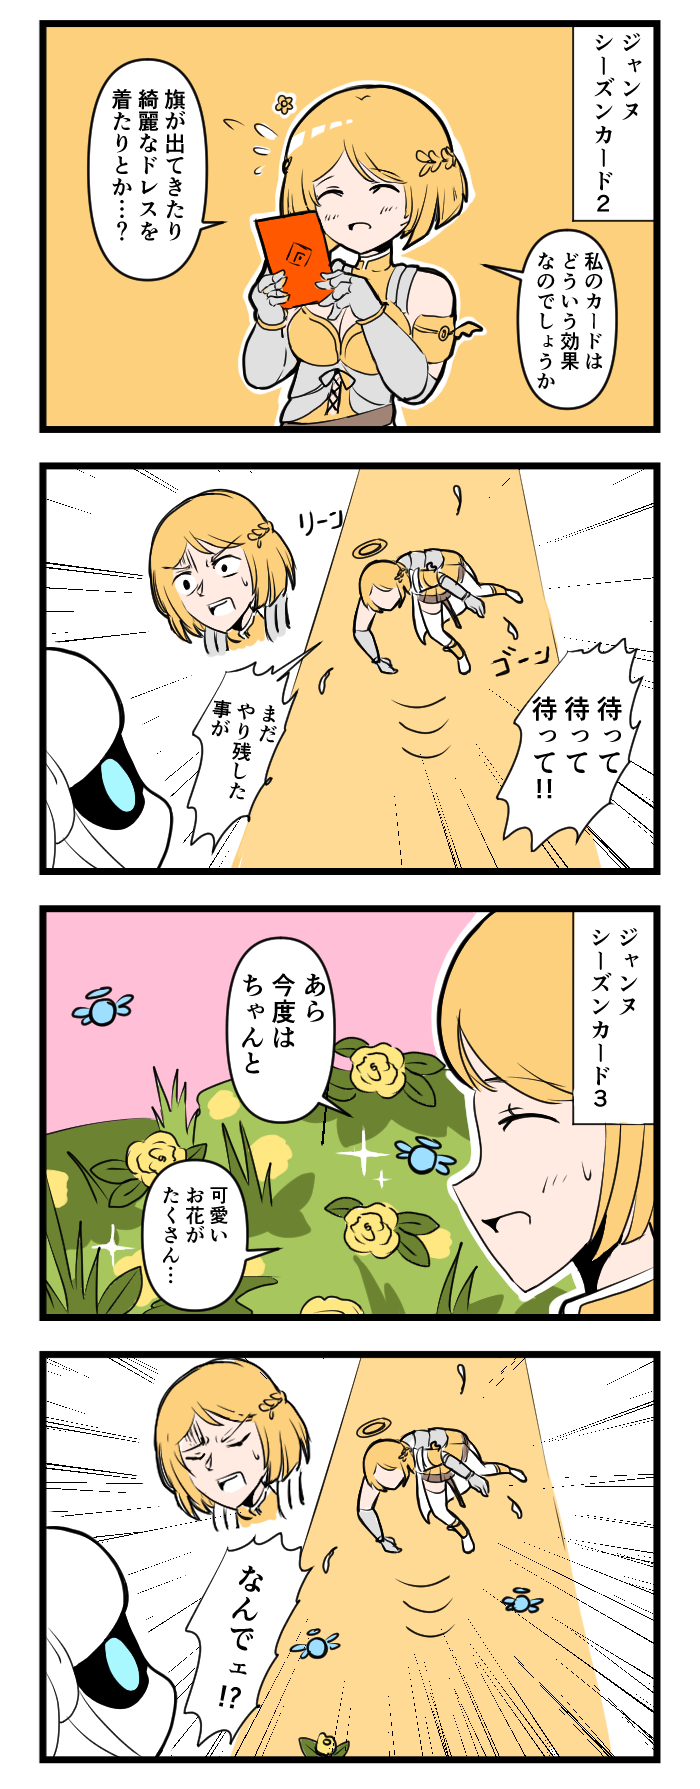 ジャンヌ
シーズンカード2
私のカードは
どういう効果
なのでしょうか
旗が出てきたり
綺麗なドレスを
着たりとか…?
リーン
ゴーン
待って
待って
待って!!
まだ
やり残した
事が
ジャンヌ
シーズンカード3
あら
今度は
ちゃんと
可愛い
お花が
たくさん…
なんでェ!?